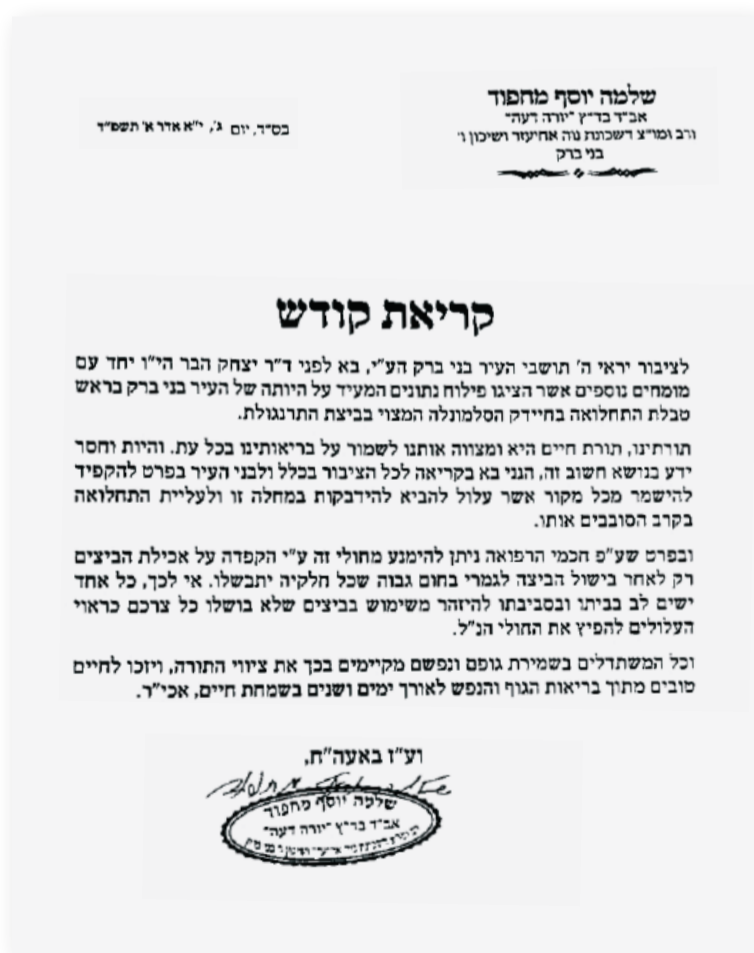 שלמה יוסף מחפוד
אב״ד בד״ץ ״יורה דעה״
ורב ומו״צ דשכונת נוה אחיעזר ושיכון ו׳
בני ברק
בס״ד, יום ג׳, י״א אדר א׳ תשפ״ד
קריאת קודש
לציבור יראי ה׳ תושבי העיר בני ברק הע״י, בא לפני ד״ר יצחק הבר הי״ו יחד עם
מומחים נוספים אשר הציגו פילוח נתונים המעיד על היותה של העיר בני ברק בראש
טבלת התחלואה בחיידק הסלמונלה המצוי בביצת התרנגולת.
תורתינו, תורת חיים היא ומצווה אותנו לשמור על בריאותינו בכל עת. והיות וחסר
ידע בנושא חשוב זה, הנני בא בקריאה לכל הציבור בכלל ולבני העיר בפרט להקפיד
להישמר מכל מקור אשר עלול להביא להידבקות במחלה זו ולעליית התחלואה
בקרב הסובבים אותו.
ובפרט שע״פ חכמי הרפואה ניתן להימנע מחולי זה ע״י הקפדה על אכילת הביצים
רק לאחר בישול הביצה לגמרי בחום גבוה שכל חלקיה יתבשלו. אי לכך, כל אחד
ישים לב בביתו ובסביבתו להיזהר משימוש בביצים שלא בושלו כל צרכם כראוי
העלולים להפיץ את החולי הנ״ל.
וכל המשתדלים בשמירת גופם ונפשם מקיימים בכך את ציווי התורה, ויזכו לחיים
טובים מתוך בריאות הגוף והנפש לאורך ימים ושנים בשמחת חיים, אכי״ר.
וע״ז באעה״ח,
שלמה יוסף מחפוד
אב״ד בד״ץ ״יורה דעה״